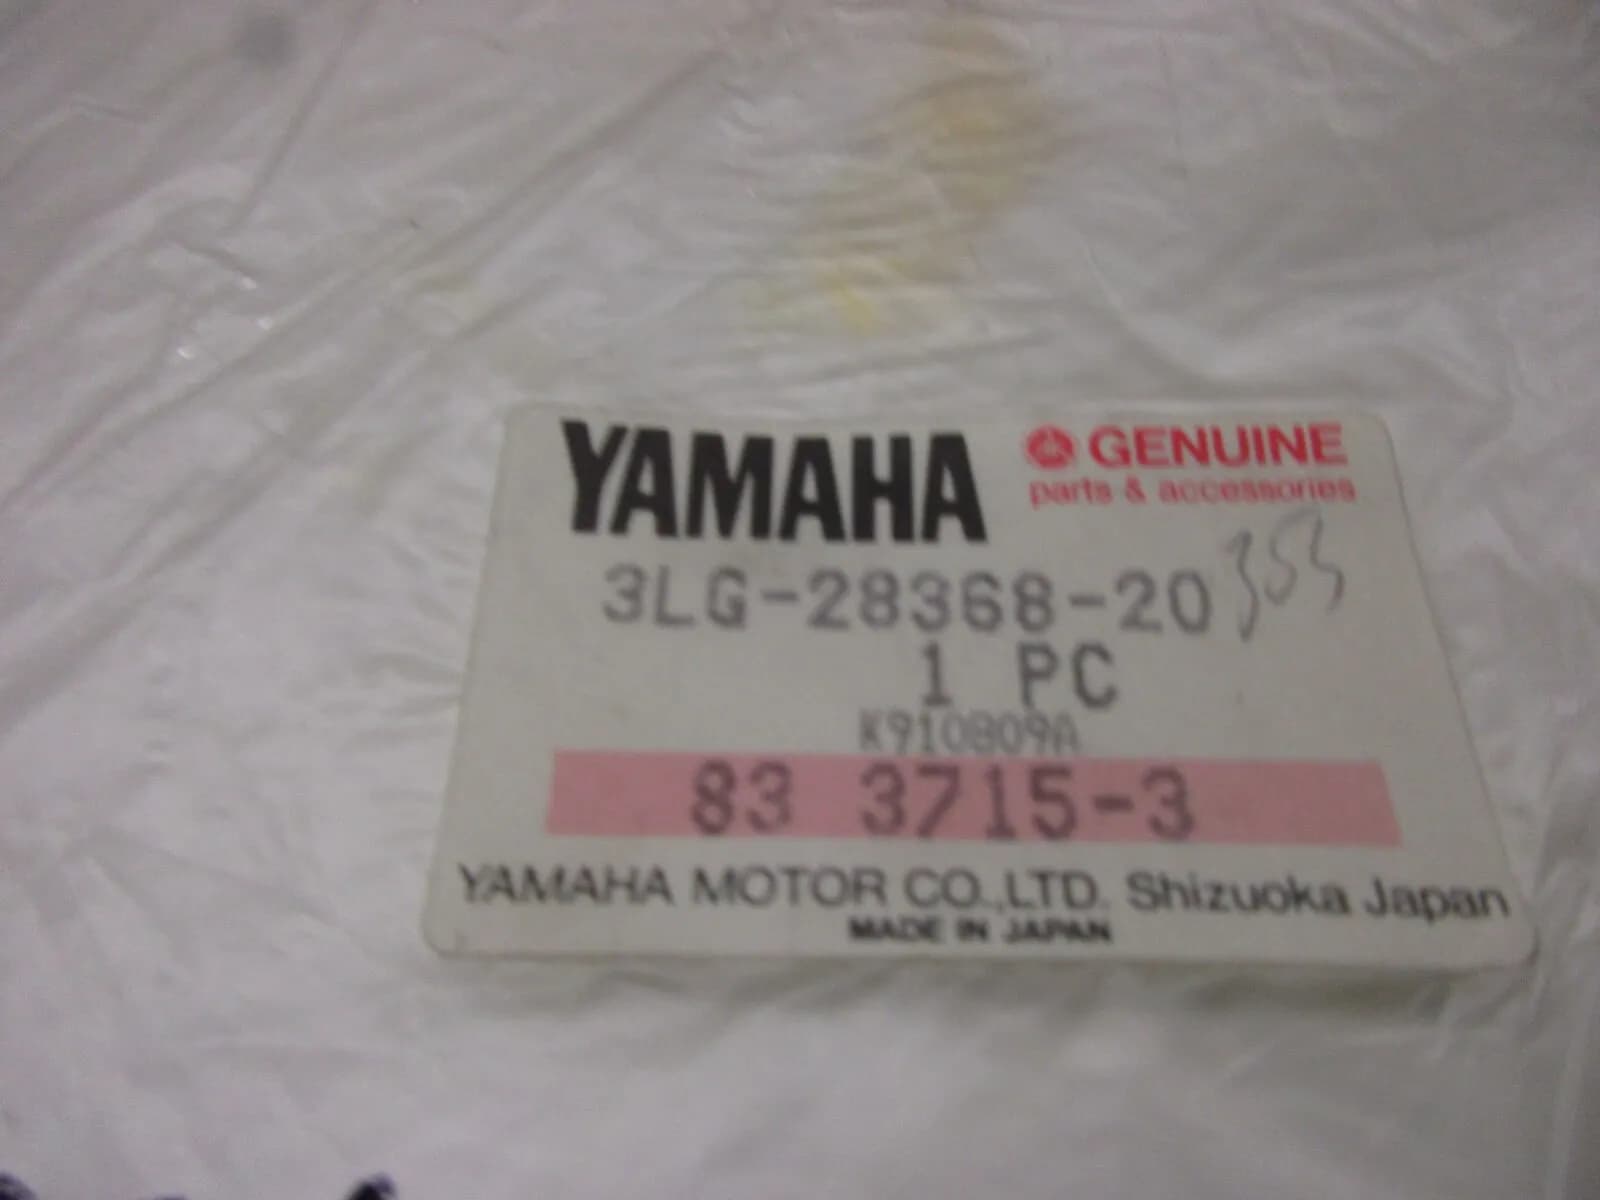 YAMAHA GENUINE
parts & accessories
3LG-28368-20 353
1 PC
K910809A
83 3715-3
YAMAHA MOTOR CO.,LTD. Shizuoka Japan
MADE IN JAPAN